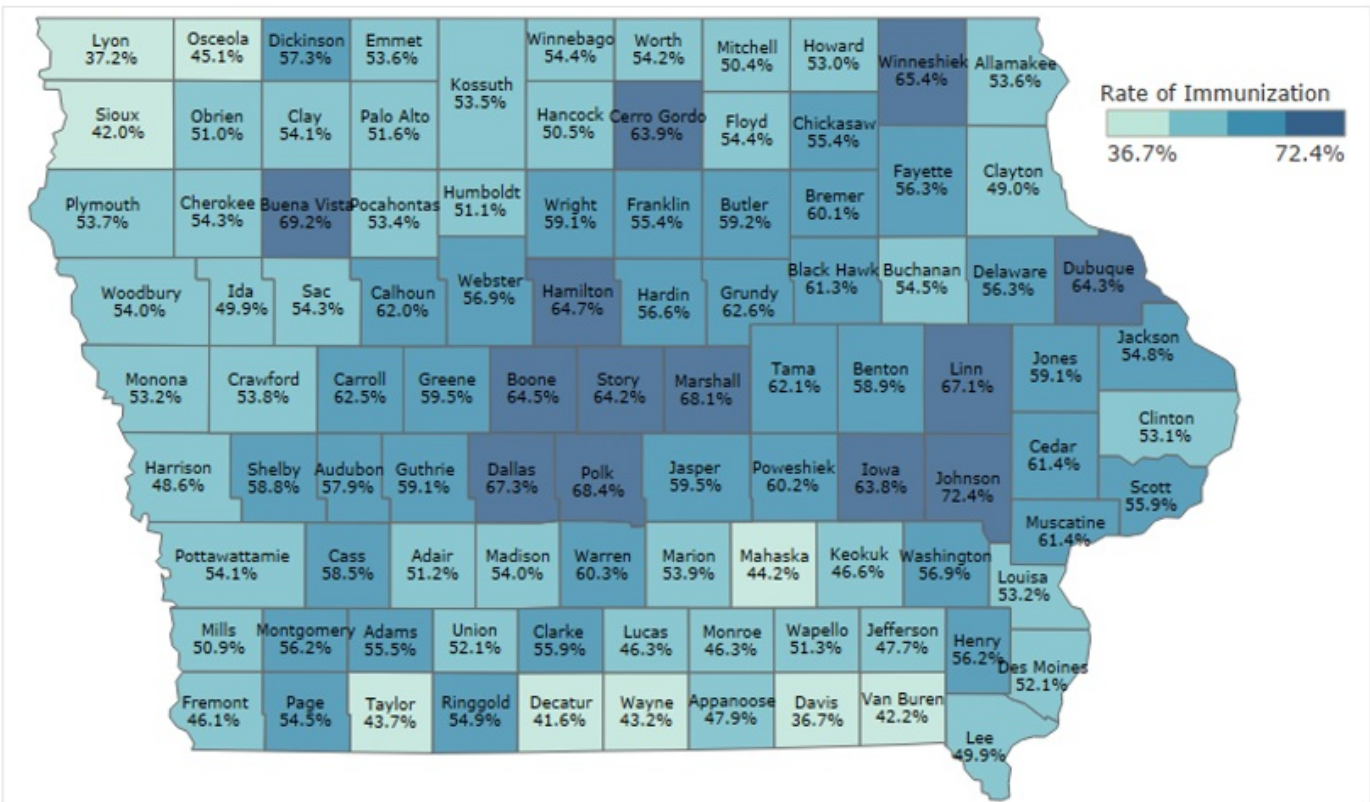 Lyon
37.2%
Osceola
45.1%
Dickinson
57.3%
Emmet
53.6%
Kossuth
53.5%
Winnebago
54.4%
Worth
54.2%
Mitchell
50.4%
Howard
53.0%
Winneshiek
65.4%
Allamakee
53.6%
Rate of Immunization
36.7%
72.4%
Sioux
42.0%
Obrien
51.0%
Clay
54.1%
Palo Alto
51.6%
Hancock
50.5%
Cerro Gordo
63.9%
Floyd
54.4%
Chickasaw
55.4%
Fayette
56.3%
Clayton
49.0%
Plymouth
53.7%
Cherokee
54.3%
Buena Vista
69.2%
Pocahontas
53.4%
Humboldt
51.1%
Wright
59.1%
Franklin
55.4%
Butler
59.2%
Bremer
60.1%
Woodbury
54.0%
Ida
49.9%
Sac
54.3%
Calhoun
62.0%
Webster
56.9%
Hamilton
64.7%
Hardin
56.6%
Grundy
62.6%
Black Hawk
61.3%
Buchanan
54.5%
Delaware
56.3%
Dubuque
64.3%
Monona
53.2%
Crawford
53.8%
Carroll
62.5%
Greene
59.5%
Boone
64.5%
Story
64.2%
Marshall
68.1%
Tama
62.1%
Benton
58.9%
Linn
67.1%
Jones
59.1%
Jackson
54.8%
Clinton
53.1%
Harrison
48.6%
Shelby
58.8%
Audubon
57.9%
Guthrie
59.1%
Dallas
67.3%
Polk
68.4%
Jasper
59.5%
Poweshiek
60.2%
Iowa
63.8%
Johnson
72.4%
Cedar
61.4%
Scott
55.9%
Muscatine
61.4%
Pottawattamie
54.1%
Cass
58.5%
Adair
51.2%
Madison
54.0%
Warren
60.3%
Marion
53.9%
Mahaska
44.2%
Keokuk
46.6%
Washington
56.9%
Louisa
53.2%
Mills
50.9%
Montgomery
56.2%
Adams
55.5%
Union
52.1%
Clarke
55.9%
Lucas
46.3%
Monroe
46.3%
Wapello
51.3%
Jefferson
47.7%
Henry
56.2%
Des Moines
52.1%
Fremont
46.1%
Page
54.5%
Taylor
43.7%
Ringgold
54.9%
Decatur
41.6%
Wayne
43.2%
Appanoose
47.9%
Davis
36.7%
Van Buren
42.2%
Lee
49.9%